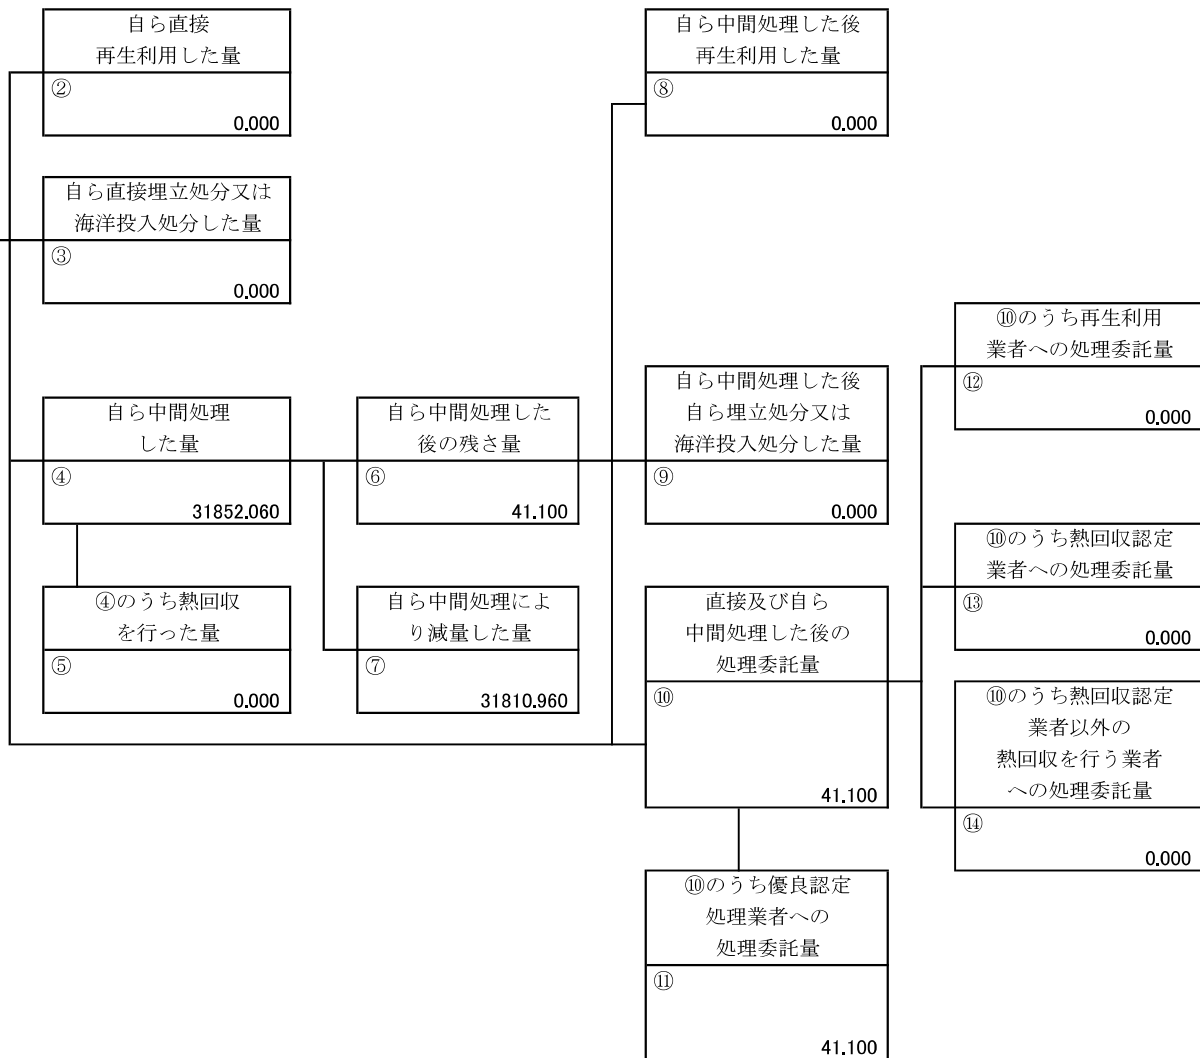 自ら直接
再生利用した量
②
0.000
自ら中間処理した後
再生利用した量
⑧
0.000
自ら直接埋立処分又は
海洋投入処分した量
③
0.000
⑩のうち再生利用
業者への処理委託量
⑫
0.000
自ら中間処理
した量
④
31852.060
自ら中間処理した
後の残さ量
⑥
41.100
自ら中間処理した後
自ら埋立処分又は
海洋投入処分した量
⑨
0.000
⑩のうち熱回収認定
業者への処理委託量
⑬
0.000
④のうち熱回収
を行った量
⑤
0.000
自ら中間処理によ
り減量した量
⑦
31810.960
直接及び自ら
中間処理した後の
処理委託量
⑩
41.100
⑩のうち熱回収認定
業者以外の
熱回収を行う業者
への処理委託量
⑭
0.000
⑩のうち優良認定
処理業者への
処理委託量
⑪
41.100